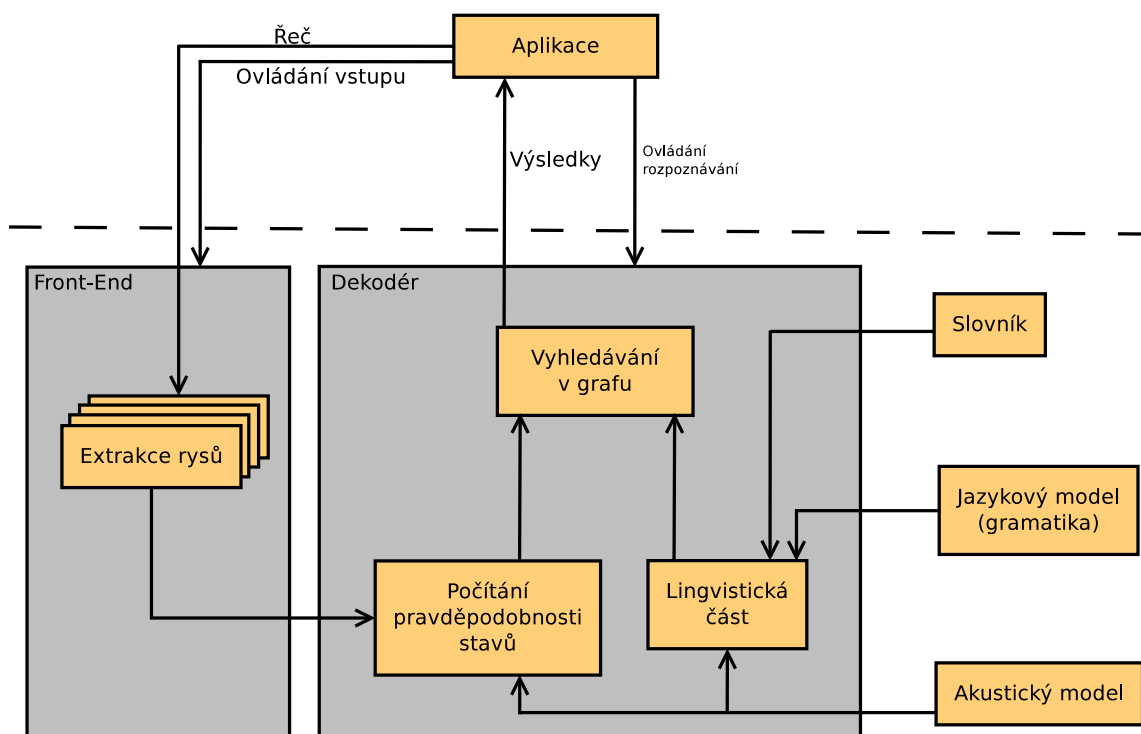 Řeč
Aplikace
Ovládání vstupu
Výsledky
Ovládání
rozpoznávání
Front-End
Dekodér
Slovník
Vyhledávání
v grafu
Extrakce rysů
Jazykový model
(gramatika)
Počítání
pravděpodobnosti
stavů
Lingvistická
část
Akustický model